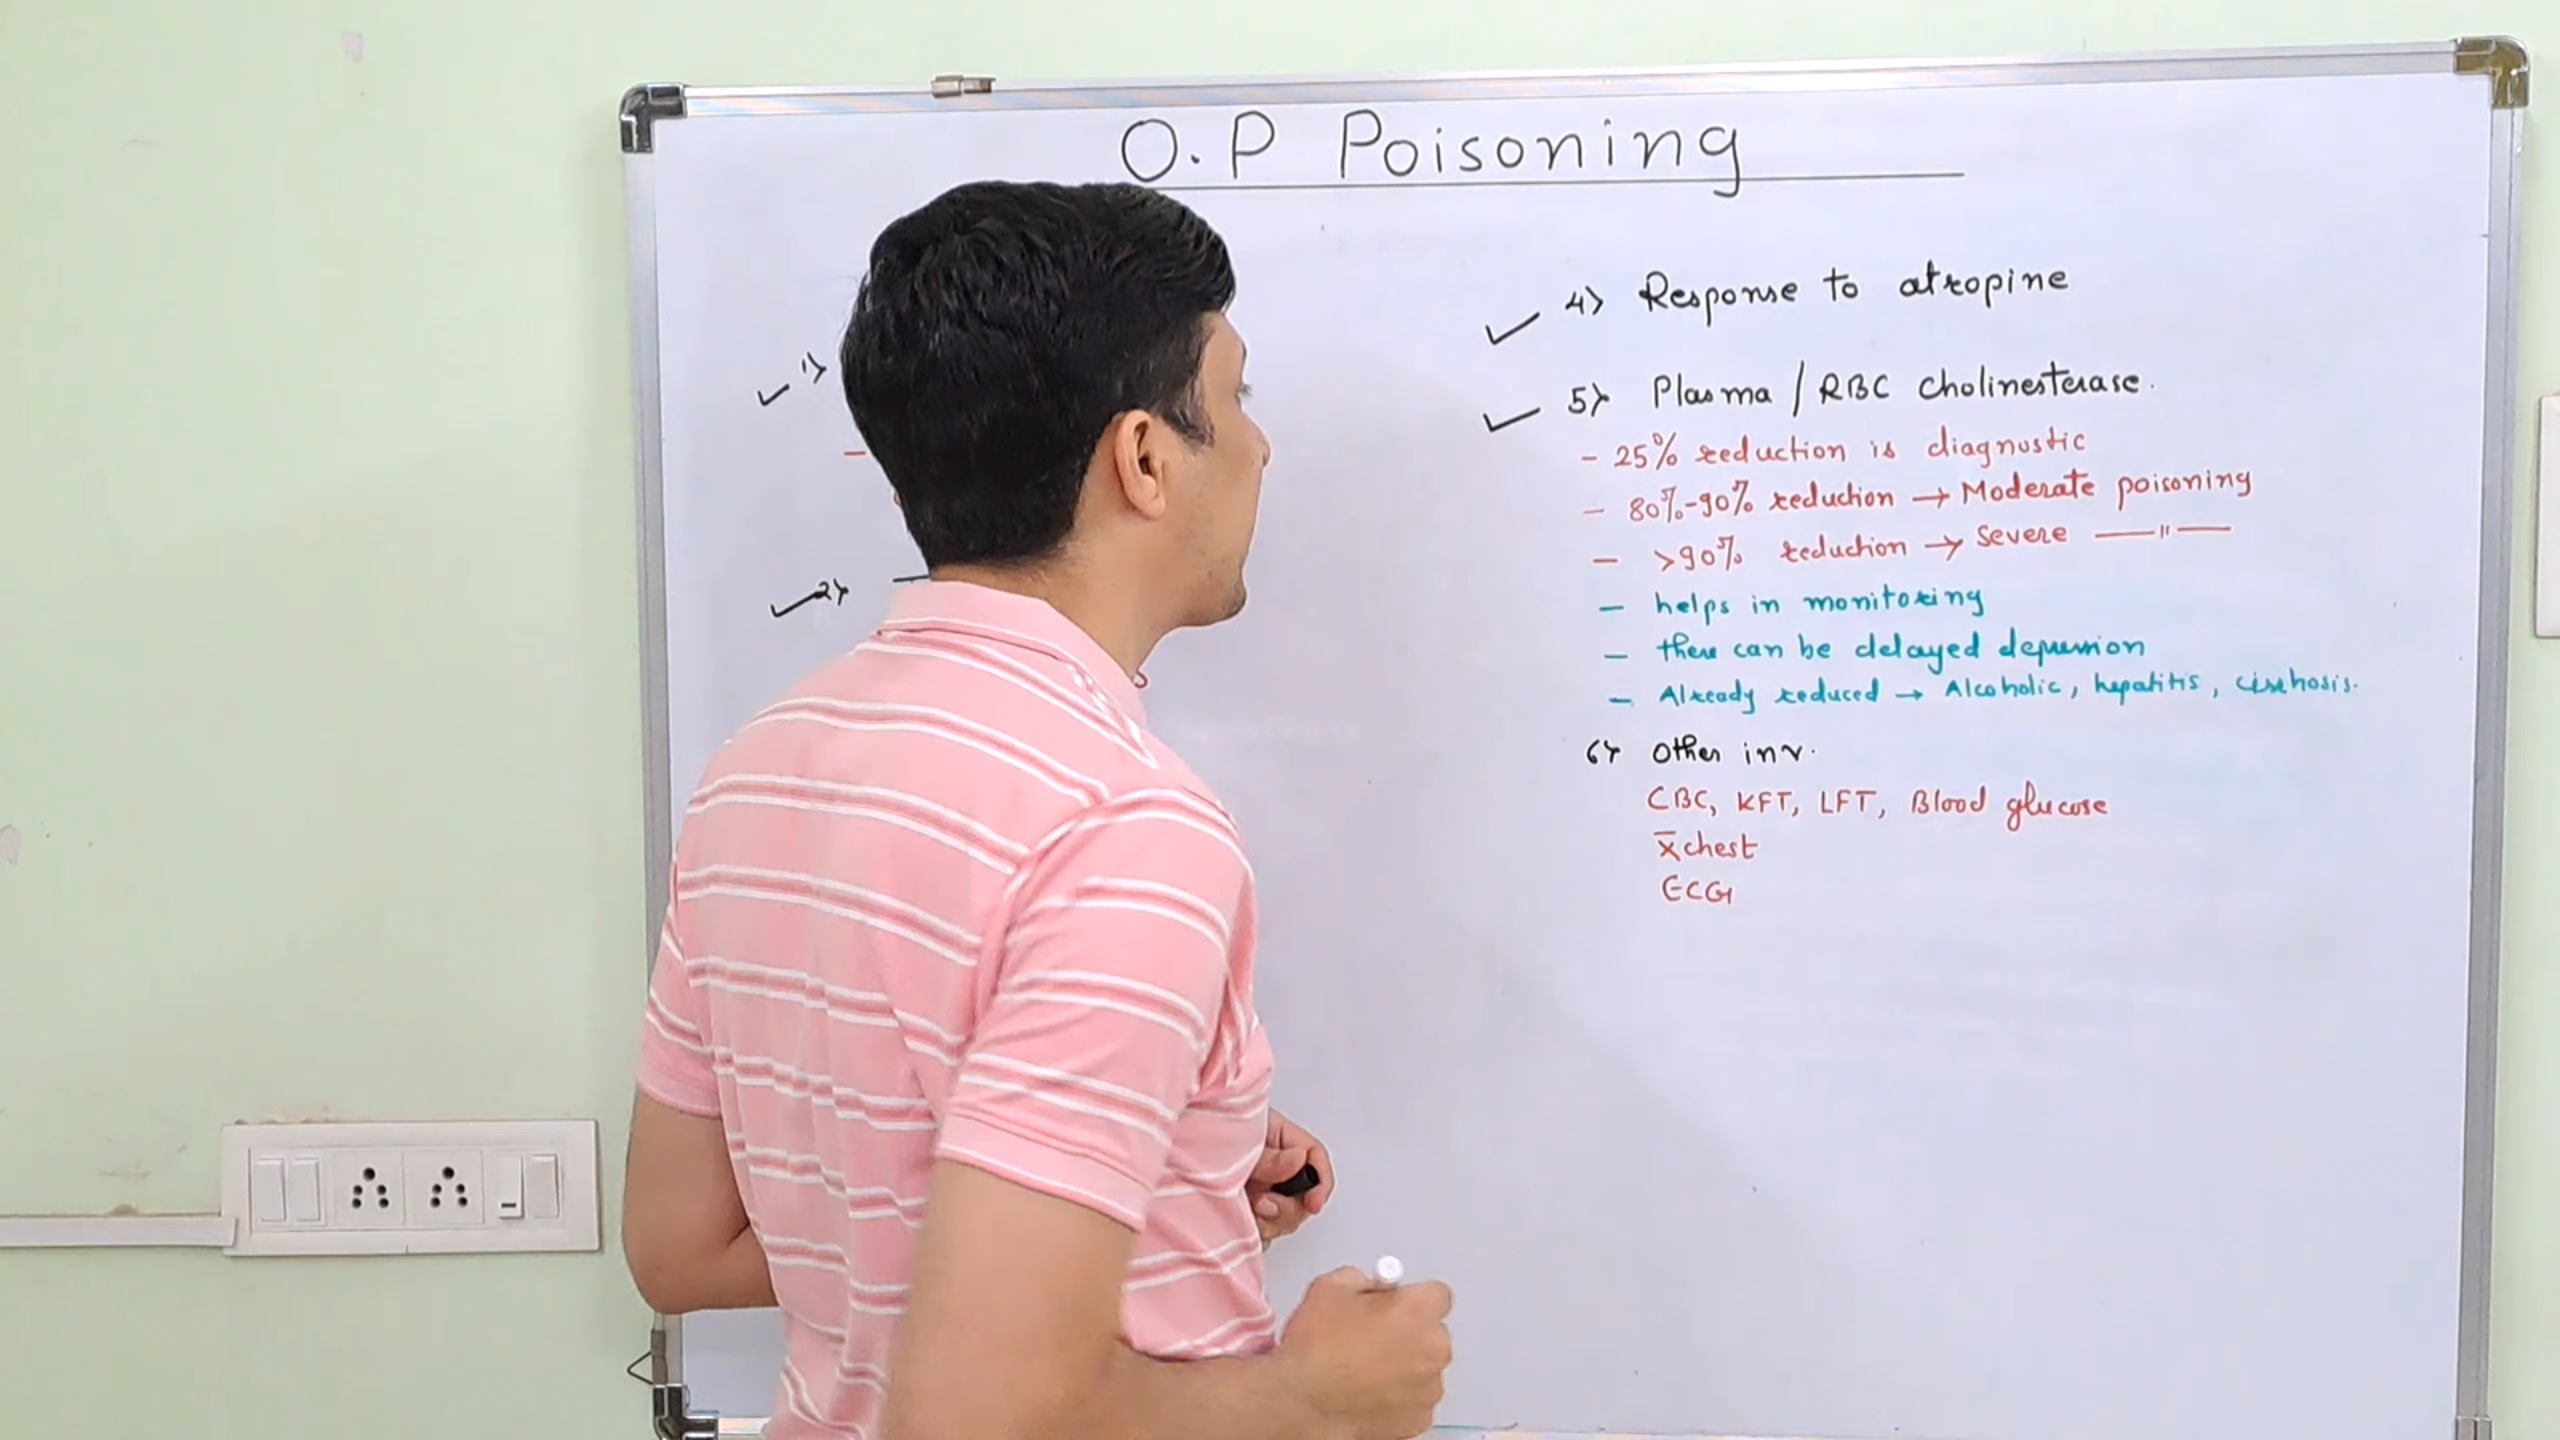 O.P Poisoning
1)
-
2)
4) Response to atropine
5) Plasma / RBC cholinesterase.
- 25% reduction is diagnostic
- 80%-90% reduction → Moderate poisoning
- >90% reduction → Severe —"—
- helps in monitoring
- there can be delayed depression
- Already reduced → Alcoholic, hepatitis, cirrhosis.
6) Other inv.
CBC, KFT, LFT, Blood glucose
X chest
ECG